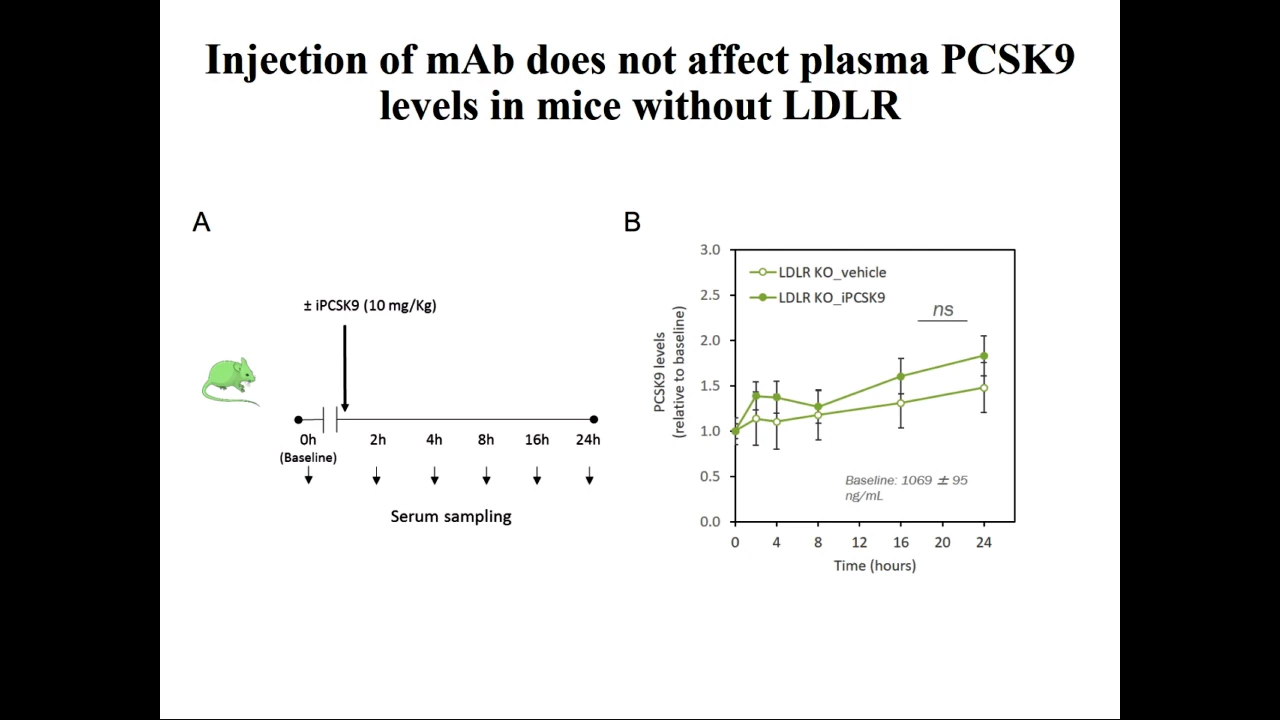 Injection of mAb does not affect plasma PCSK9
levels in mice without LDLR
A
± iPCSK9 (10 mg/Kg)
0h 2h 4h 8h 16h 24h
(Baseline)
Serum sampling
B
PCSK9 levels
(relative to baseline)
3.0
2.5
2.0
1.5
1.0
0.5
0.0
LDLR KO_vehicle
LDLR KO_iPCSK9
ns
Baseline: 1069 ± 95
ng/mL
0 4 8 12 16 20 24
Time (hours)